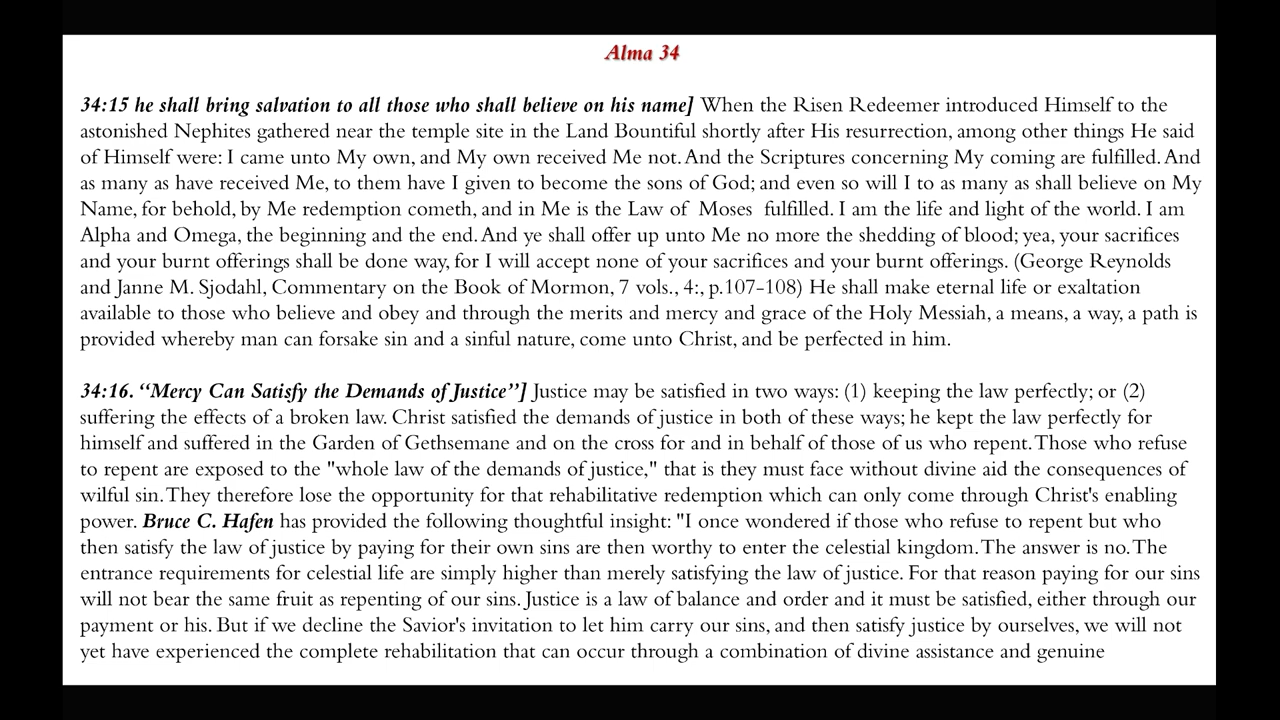 Alma 34
34:15 he shall bring salvation to all those who shall believe on his name] When the Risen Redeemer introduced Himself to the
astonished Nephites gathered near the temple site in the Land Bountiful shortly after His resurrection, among other things He said
of Himself were: I came unto My own, and My own received Me not. And the Scriptures concerning My coming are fulfilled. And
as many as have received Me, to them have I given to become the sons of God; and even so will I to as many as shall believe on My
Name, for behold, by Me redemption cometh, and in Me is the Law of Moses fulfilled. I am the life and light of the world. I am
Alpha and Omega, the beginning and the end. And ye shall offer up unto Me no more the shedding of blood; yea, your sacrifices
and your burnt offerings shall be done way, for I will accept none of your sacrifices and your burnt offerings. (George Reynolds
and Janne M. Sjodahl, Commentary on the Book of Mormon, 7 vols., 4:, p.107-108) He shall make eternal life or exaltation
available to those who believe and obey and through the merits and mercy and grace of the Holy Messiah, a means, a way, a path is
provided whereby man can forsake sin and a sinful nature, come unto Christ, and be perfected in him.
34:16. “Mercy Can Satisfy the Demands of Justice”] Justice may be satisfied in two ways: (1) keeping the law perfectly; or (2)
suffering the effects of a broken law. Christ satisfied the demands of justice in both of these ways; he kept the law perfectly for
himself and suffered in the Garden of Gethsemane and on the cross for and in behalf of those of us who repent. Those who refuse
to repent are exposed to the "whole law of the demands of justice," that is they must face without divine aid the consequences of
wilful sin. They therefore lose the opportunity for that rehabilitative redemption which can only come through Christ's enabling
power. Bruce C. Hafen has provided the following thoughtful insight: "I once wondered if those who refuse to repent but who
then satisfy the law of justice by paying for their own sins are then worthy to enter the celestial kingdom. The answer is no. The
entrance requirements for celestial life are simply higher than merely satisfying the law of justice. For that reason paying for our sins
will not bear the same fruit as repenting of our sins. Justice is a law of balance and order and it must be satisfied, either through our
payment or his. But if we decline the Savior's invitation to let him carry our sins, and then satisfy justice by ourselves, we will not
yet have experienced the complete rehabilitation that can occur through a combination of divine assistance and genuine